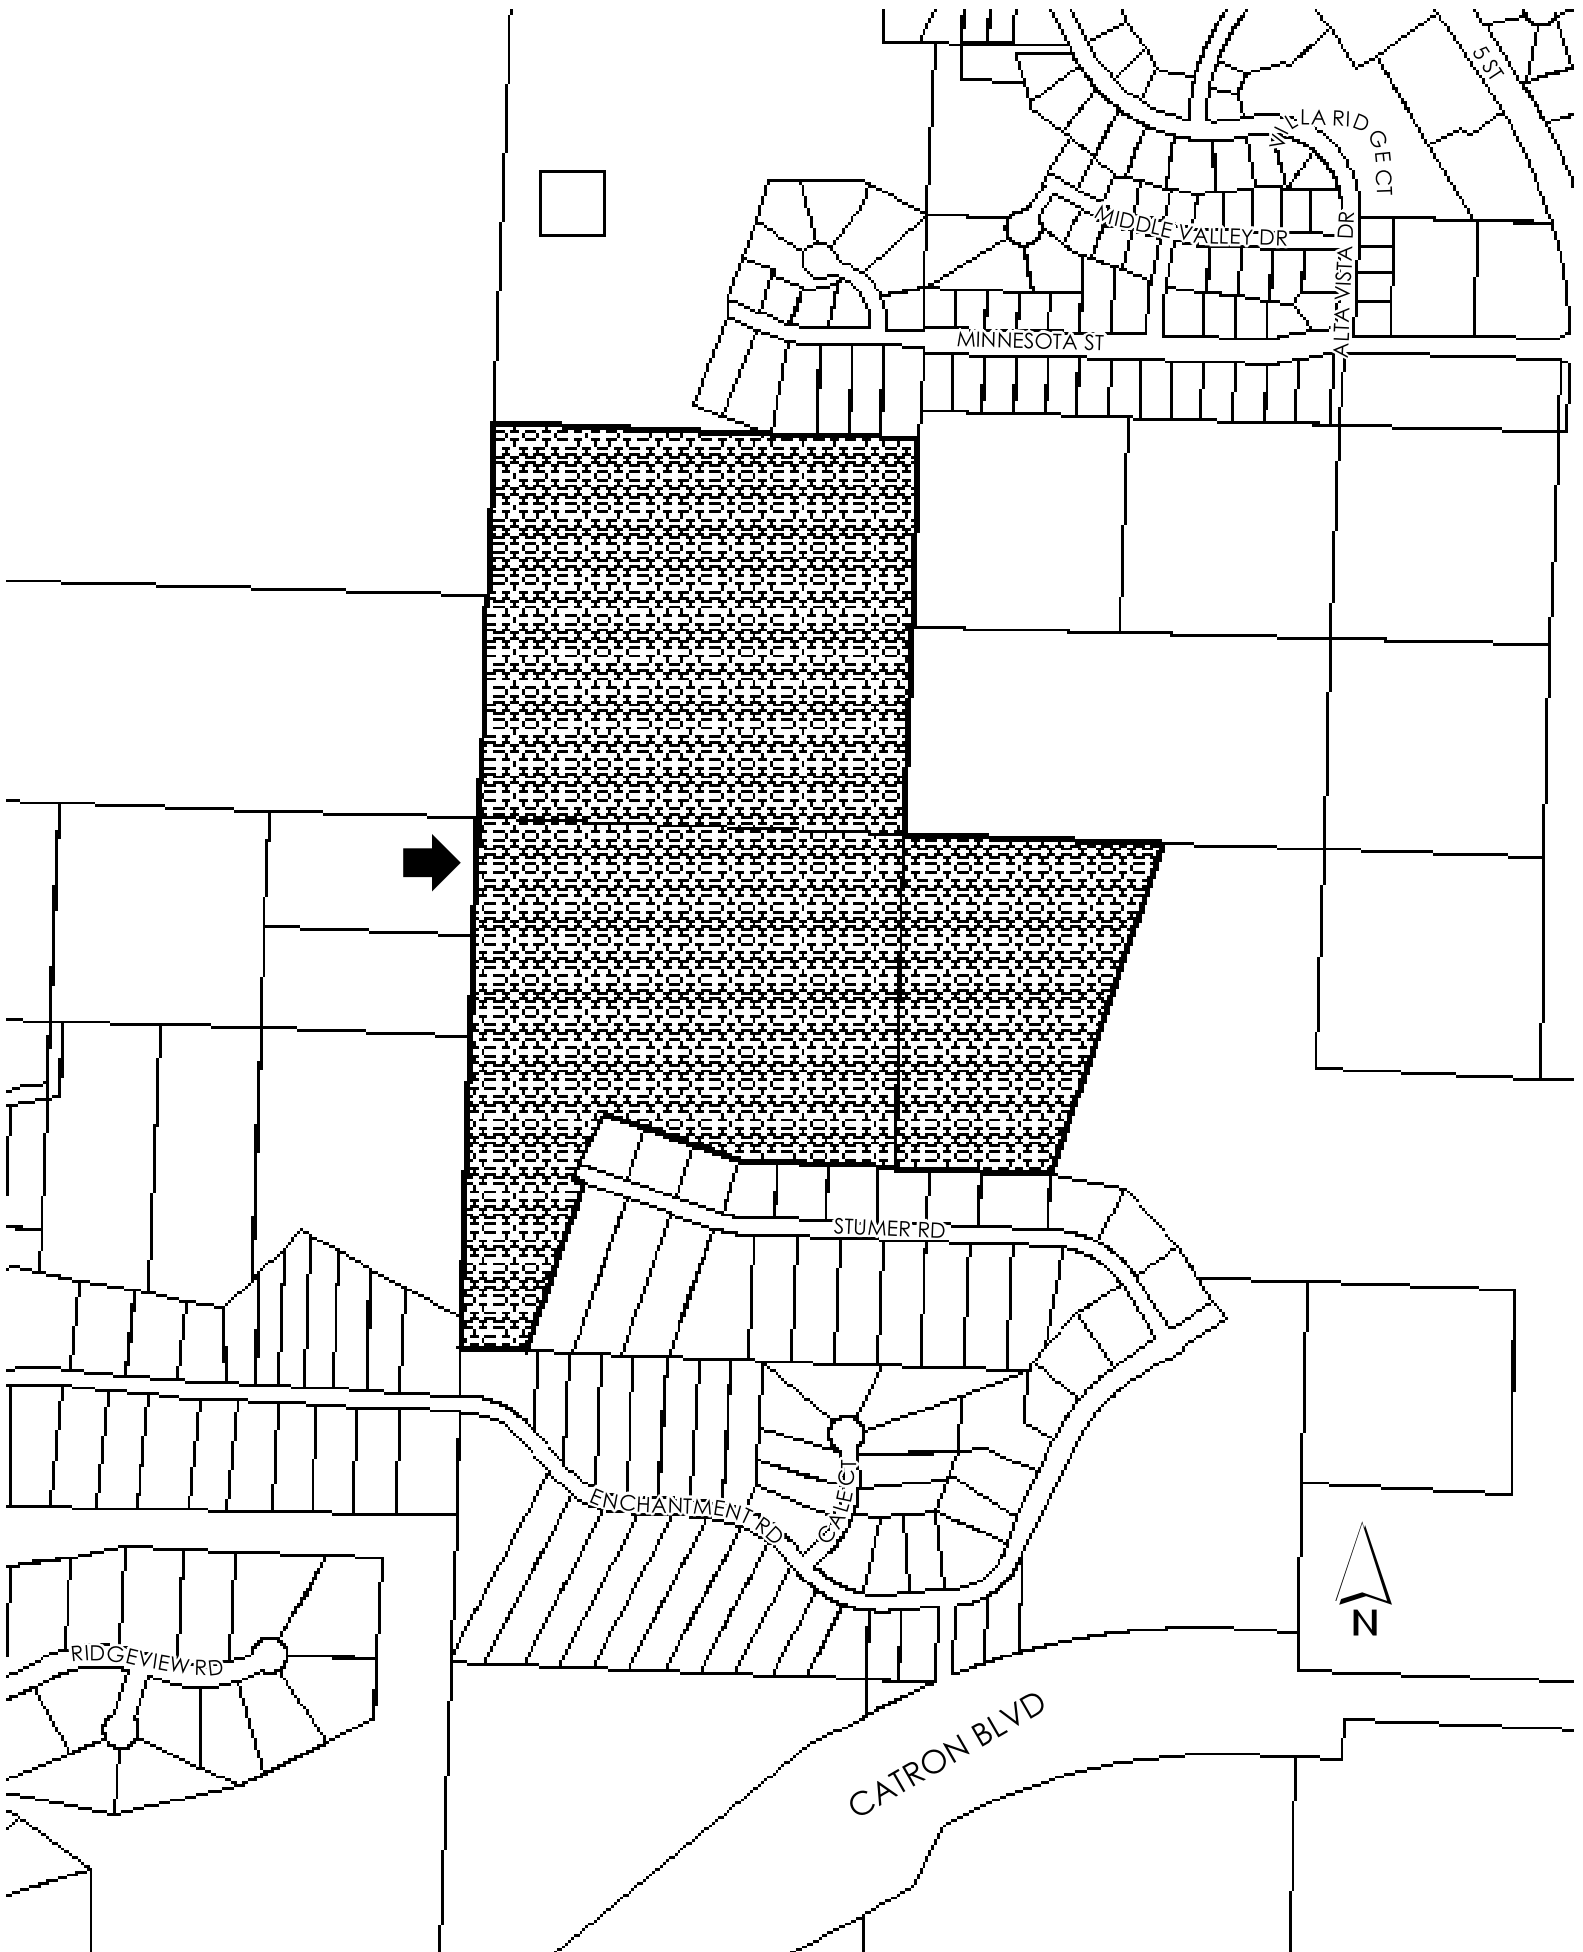 5 ST
VILLA RIDGE CT
MIDDLE VALLEY DR
ALTA VISTA DR
MINNESOTA ST
STUMER RD
ENCHANTMENT RD
GALE CT
N
RIDGEVIEW RD
CATRON BLVD